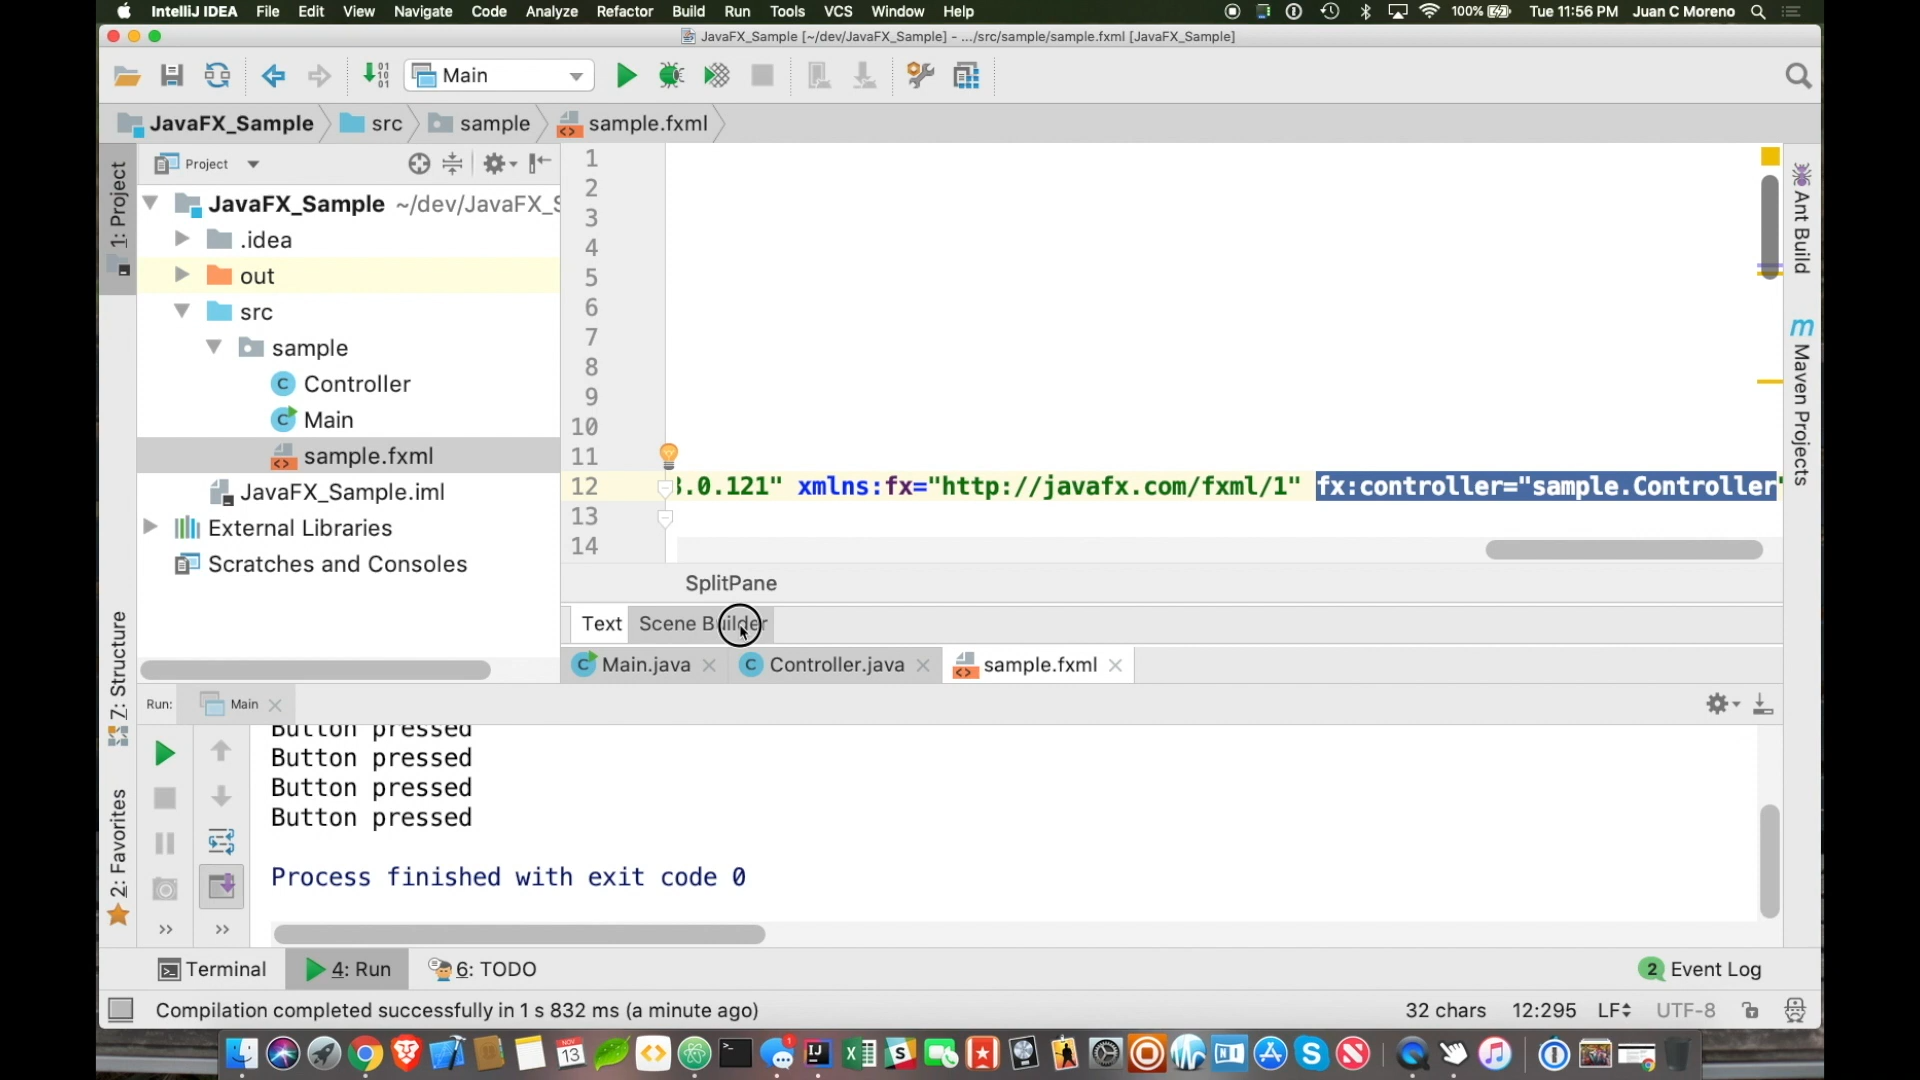 IntelliJ IDEA File Edit View Navigate Code Analyze Refactor Build Run Tools VCS Window Help 100% Tue 11:56 PM Juan C Moreno
JavaFX_Sample [~/dev/JavaFX_Sample] - .../src/sample/sample.fxml [JavaFX_Sample]
Main
JavaFX_Sample src sample sample.fxml
Project
1: Project
JavaFX_Sample ~/dev/JavaFX_S
.idea
out
src
sample
Controller
Main
sample.fxml
JavaFX_Sample.iml
External Libraries
Scratches and Consoles
7: Structure
2: Favorites
1
2
3
4
5
6
7
8
9
10
11
12 3.0.121" xmlns:fx="http://javafx.com/fxml/1" fx:controller="sample.Controller"
13
14
Ant Build
Maven Projects
SplitPane
Text Scene Builder
Main.java Controller.java sample.fxml
Run: Main
Button pressed
Button pressed
Button pressed
Button pressed
Process finished with exit code 0
Terminal 4: Run 6: TODO 2 Event Log
Compilation completed successfully in 1 s 832 ms (a minute ago) 32 chars 12:295 LF UTF-8
NOV
13